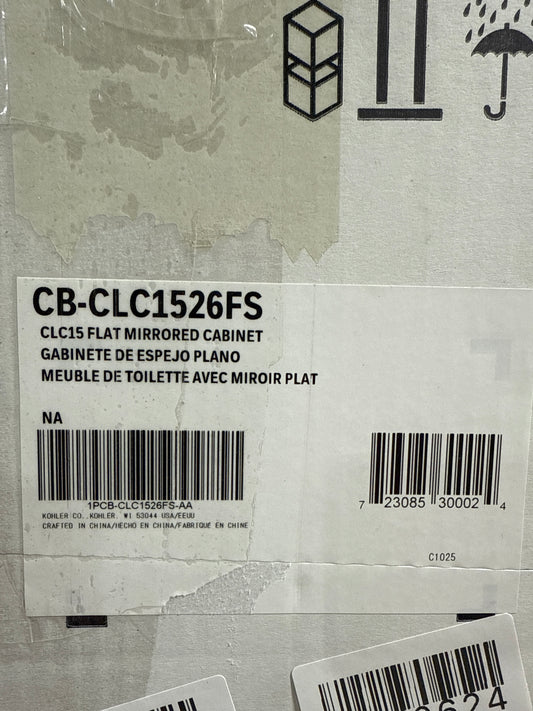 CB-CLC1526FS
CLC15 FLAT MIRRORED CABINET
GABINETE DE ESPEJO PLANO
MEUBLE DE TOILETTE AVEC MIROIR PLAT
NA
1PCB-CLC1526FS-AA
7 23085 30002 4
KOHLER CO.,KOHLER, WI 53044 USA/EEUU
CRAFTED IN CHINA/HECHO EN CHINA/FABRIQUÉ EN CHINE
C1025